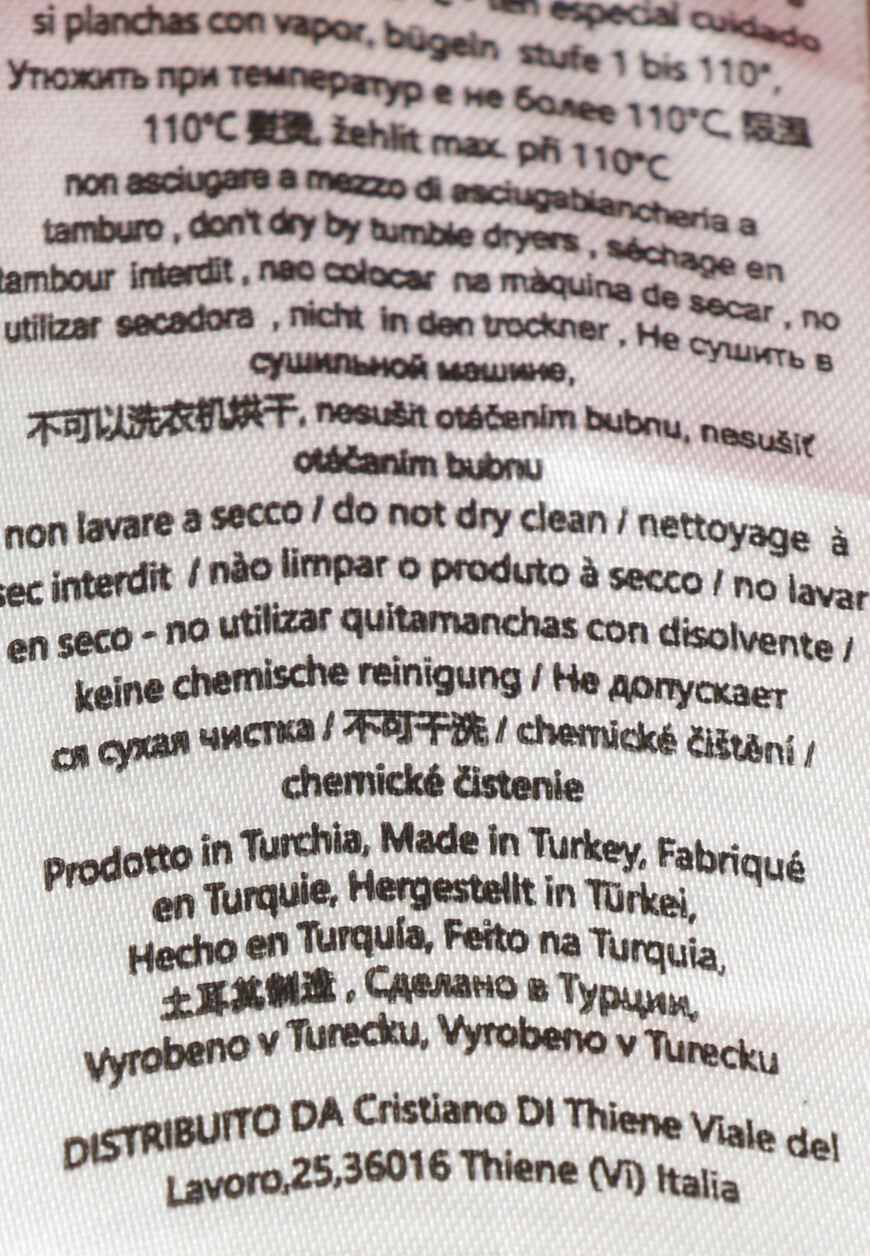 ten especial cuidado
si planchas con vapor, bügeln stufe 1 bis 110°,
Утюжить при температур е не более 110°C, 限温
110°C 熨烫, žehlit max. při 110°C
non asciugare a mezzo di asciugabiancheria a
tamburo , don't dry by tumble dryers , séchage en
tambour interdit , nao colocar na màquina de secar , no
utilizar secadora , nicht in den trockner , Не сушить в
сушильной машине,
不可以洗衣机烘干, nesušit otáčením bubnu, nesušiť
otáčaním bubnu
non lavare a secco / do not dry clean / nettoyage à
sec interdit / nào limpar o produto à secco / no lavar
en seco - no utilizar quitamanchas con disolvente /
keine chemische reinigung / Не допускает
ся сухая чистка / 不可干洗 / chemické čištění /
chemické čistenie
Prodotto in Turchia, Made in Turkey, Fabriqué
en Turquie, Hergestellt in Türkei,
Hecho en Turquía, Feito na Turquia,
土耳其制造 , Сделано в Турции,
Vyrobeno v Turecku, Vyrobeno v Turecku
DISTRIBUITO DA Cristiano DI Thiene Viale del
Lavoro,25,36016 Thiene (Vi) Italia